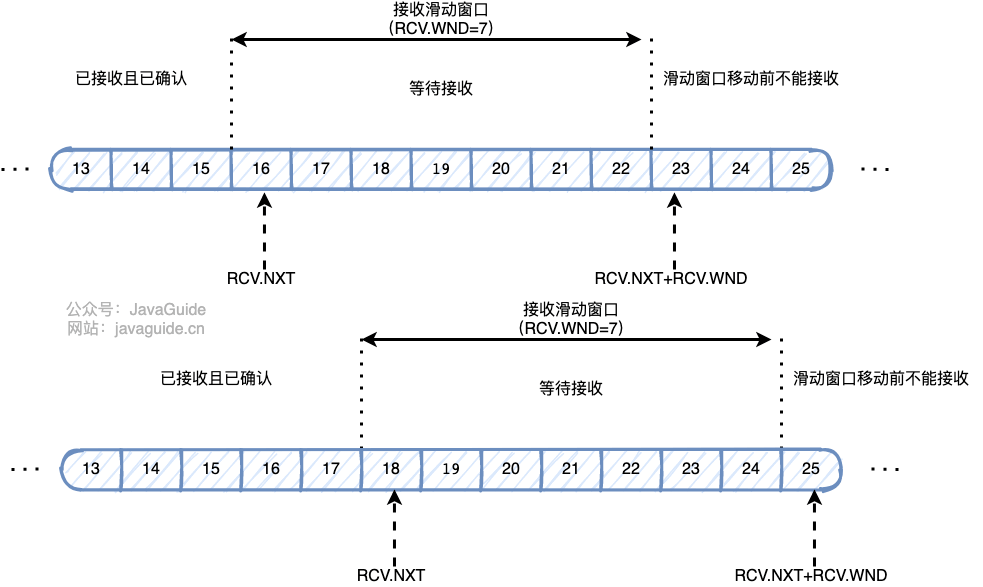 接收滑动窗口
（RCV.WND=7）
已接收且已确认
等待接收
滑动窗口移动前不能接收
··· 13 14 15 16 17 18 19 20 21 22 23 24 25 ···
RCV.NXT
RCV.NXT+RCV.WND
公众号：JavaGuide
网站：javaguide.cn
接收滑动窗口
（RCV.WND=7）
已接收且已确认
等待接收
滑动窗口移动前不能接收
··· 13 14 15 16 17 18 19 20 21 22 23 24 25 ···
RCV.NXT
RCV.NXT+RCV.WND